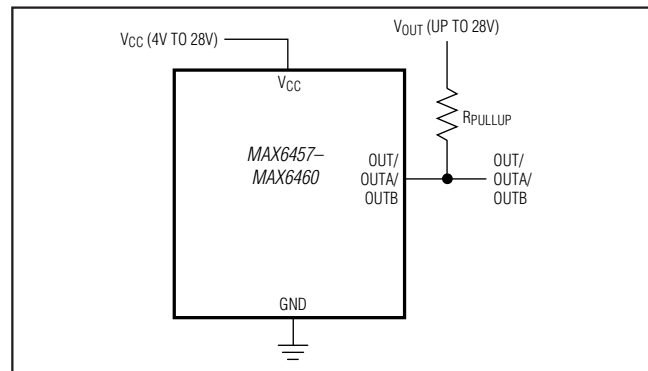 VCC (4V TO 28V)
VOUT (UP TO 28V)
VCC
RPULLUP
MAX6457–
MAX6460
OUT/
OUTA/
OUTB
OUT/
OUTA/
OUTB
GND